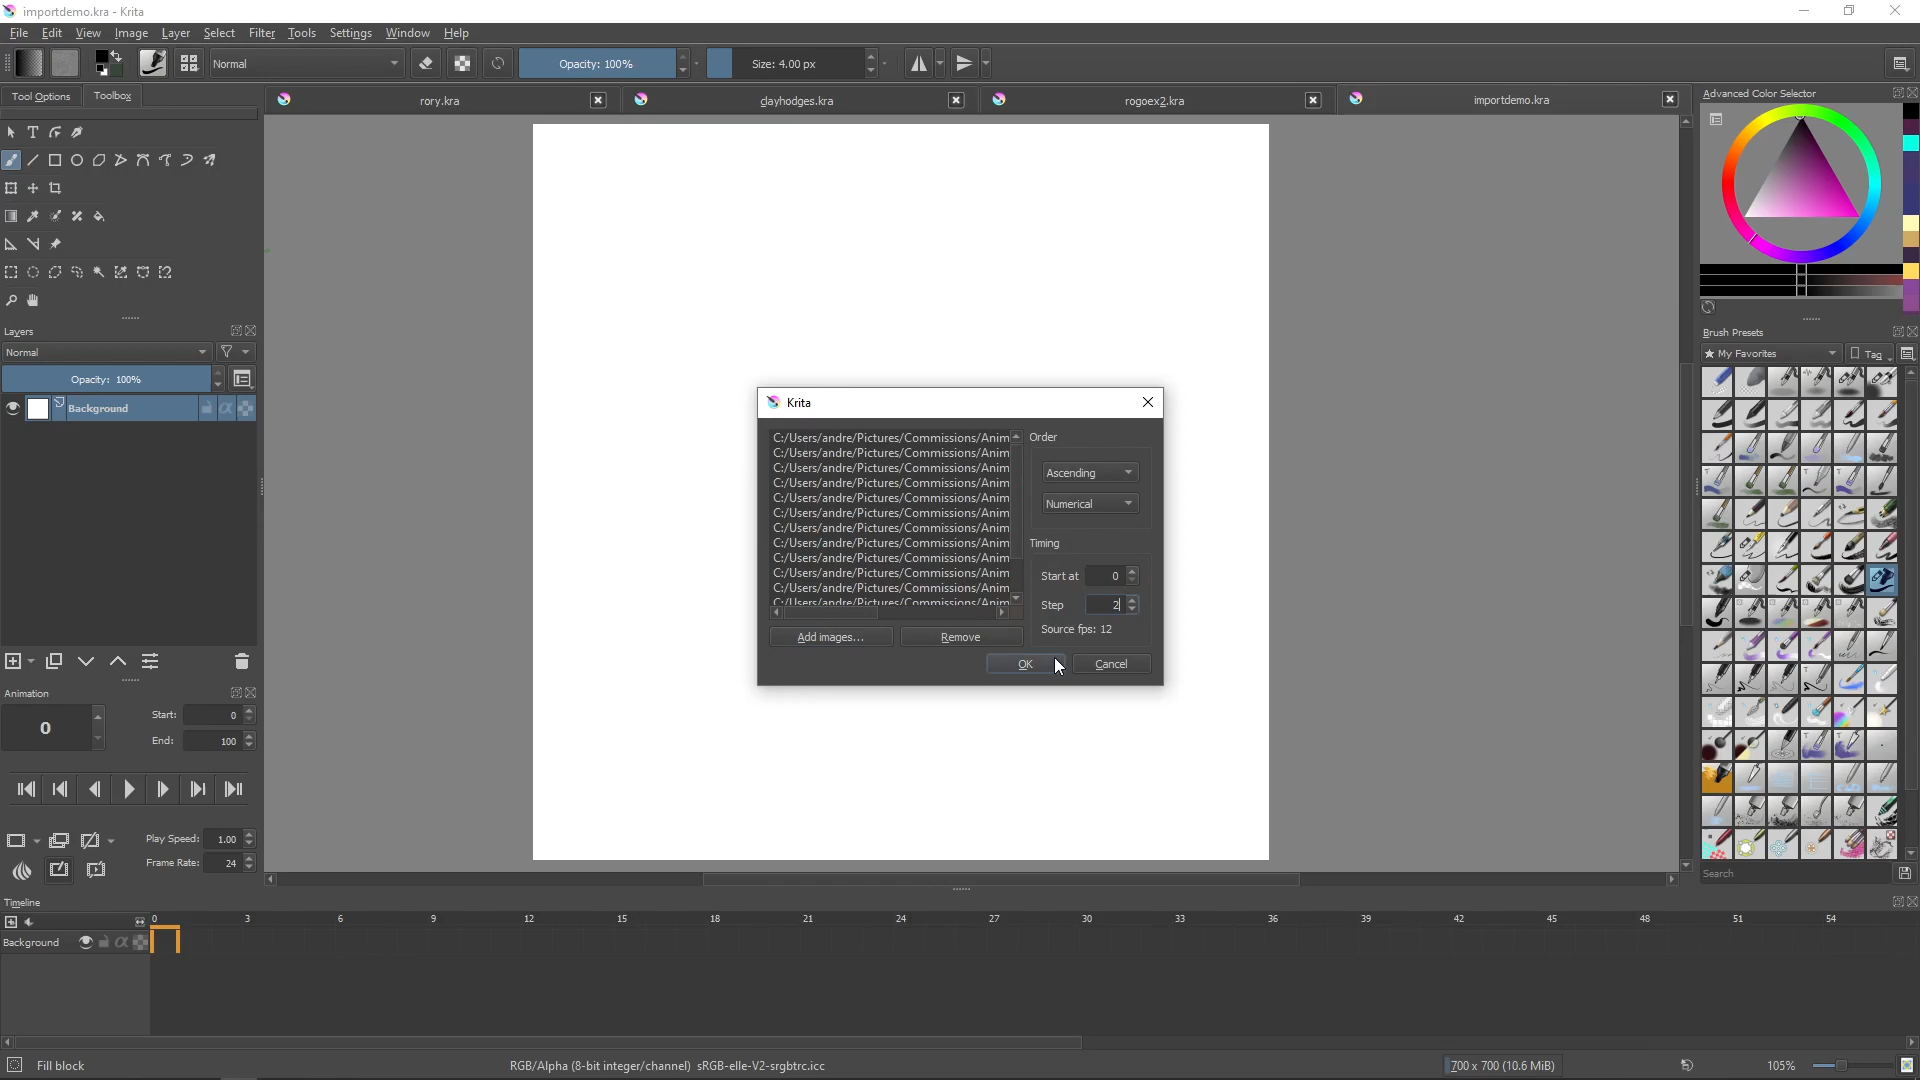 importdemo.kra - Krita
File Edit View Image Layer Select Filter Tools Settings Window Help
Normal Opacity: 100% Size: 4.00 px
Tool Options Toolbox
rory.kra clayhodges.kra rogoex2.kra importdemo.kra
Advanced Color Selector
T
Layers
Normal
Opacity: 100%
Background
Brush Presets
★ My Favorites Tag
Krita
C:/Users/andre/Pictures/Commissions/Anim
C:/Users/andre/Pictures/Commissions/Anim
C:/Users/andre/Pictures/Commissions/Anim
C:/Users/andre/Pictures/Commissions/Anim
C:/Users/andre/Pictures/Commissions/Anim
C:/Users/andre/Pictures/Commissions/Anim
C:/Users/andre/Pictures/Commissions/Anim
C:/Users/andre/Pictures/Commissions/Anim
C:/Users/andre/Pictures/Commissions/Anim
C:/Users/andre/Pictures/Commissions/Anim
C:/Users/andre/Pictures/Commissions/Anim
C:/Users/andre/Pictures/Commissions/Anim
Order
Ascending
Numerical
Timing
Start at 0
Step 2
Source fps: 12
Add images... Remove
OK Cancel
Animation
0
Start: 0
End: 100
Play Speed: 1.00
Frame Rate: 24
Search
Timeline
0 3 6 9 12 15 18 21 24 27 30 33 36 39 42 45 48 51 54
Background
Fill block
RGB/Alpha (8-bit integer/channel) sRGB-elle-V2-srgbtrc.icc
700 x 700 (10.6 MiB)
105%